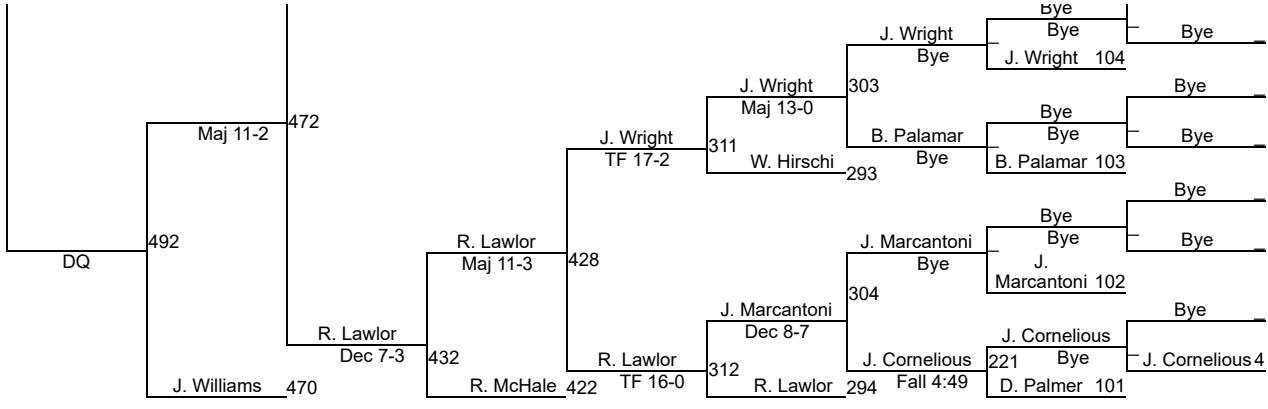 Bye
Bye
Bye
J. Wright
Bye
J. Wright 104
J. Wright
Maj 13-0
303
Bye
472
Maj 11-2
Bye
Bye
Bye
J. Wright
TF 17-2
311
B. Palamar
Bye
B. Palamar 103
W. Hirschi
293
Bye
492
DQ
R. Lawlor
Maj 11-3
428
J. Marcantoni
Bye
Bye
Bye
Bye
J.
Marcantoni 102
304
J. Marcantoni
Dec 8-7
Bye
R. Lawlor
Dec 7-3
432
J. Cornelious
Bye
221
J. Cornelious 4
R. Lawlor
TF 16-0
312
J. Cornelious
Fall 4:49
J. Williams
470
R. McHale 422
R. Lawlor
294
D. Palmer 101